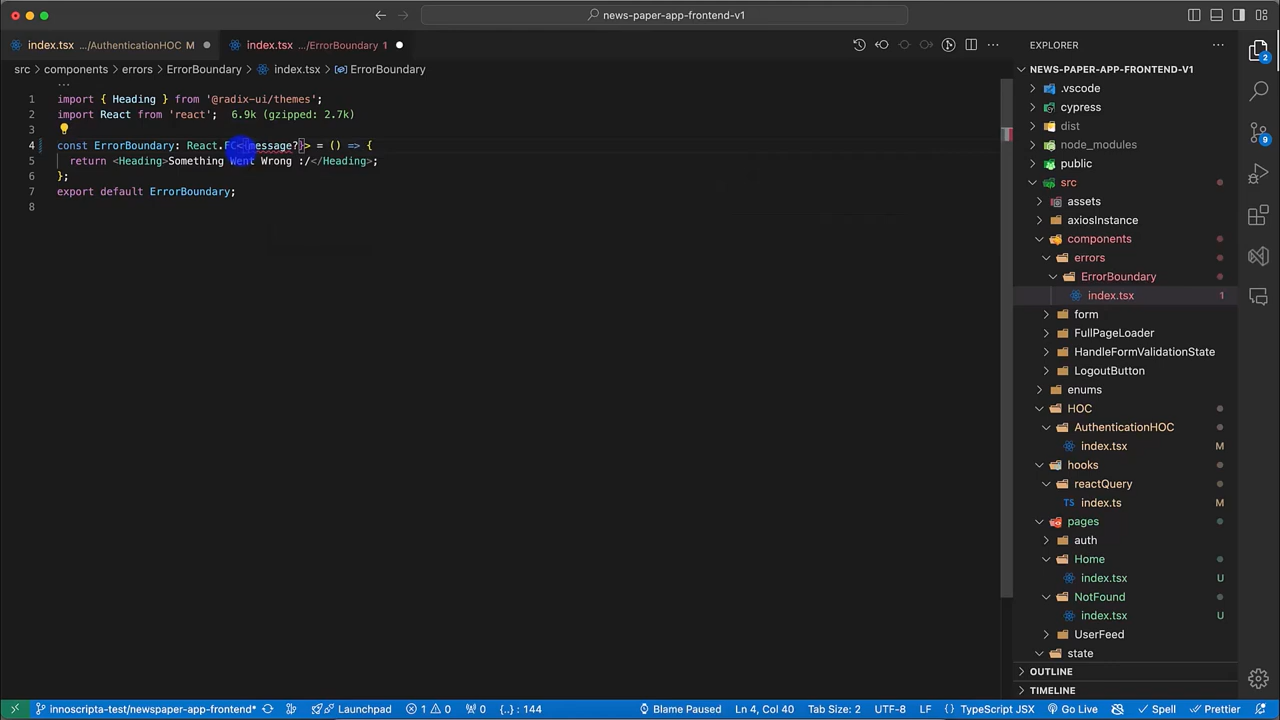 news-paper-app-frontend-v1
index.tsx .../AuthenticationHOC M
index.tsx .../ErrorBoundary 1
EXPLORER
src > components > errors > ErrorBoundary > index.tsx > ErrorBoundary
NEWS-PAPER-APP-FRONTEND-V1
...
1 import { Heading } from '@radix-ui/themes';
2 import React from 'react'; 6.9k (gzipped: 2.7k)
3
4 const ErrorBoundary: React.FC<{message?}> = () => {
5 return <Heading>Something Went Wrong :/</Heading>;
6 };
7 export default ErrorBoundary;
8
.vscode
cypress
dist
node_modules
public
src
assets
axiosInstance
components
errors
ErrorBoundary
index.tsx 1
form
FullPageLoader
HandleFormValidationState
LogoutButton
enums
HOC
AuthenticationHOC
index.tsx M
hooks
reactQuery
TS index.ts M
pages
auth
Home
index.tsx U
NotFound
index.tsx U
UserFeed
state
OUTLINE
TIMELINE
2
9
innoscripta-test/newspaper-app-frontend* Launchpad 1 0 0 {..} : 144 Blame Paused Ln 4, Col 40 Tab Size: 2 UTF-8 LF {} TypeScript JSX Go Live Spell Prettier